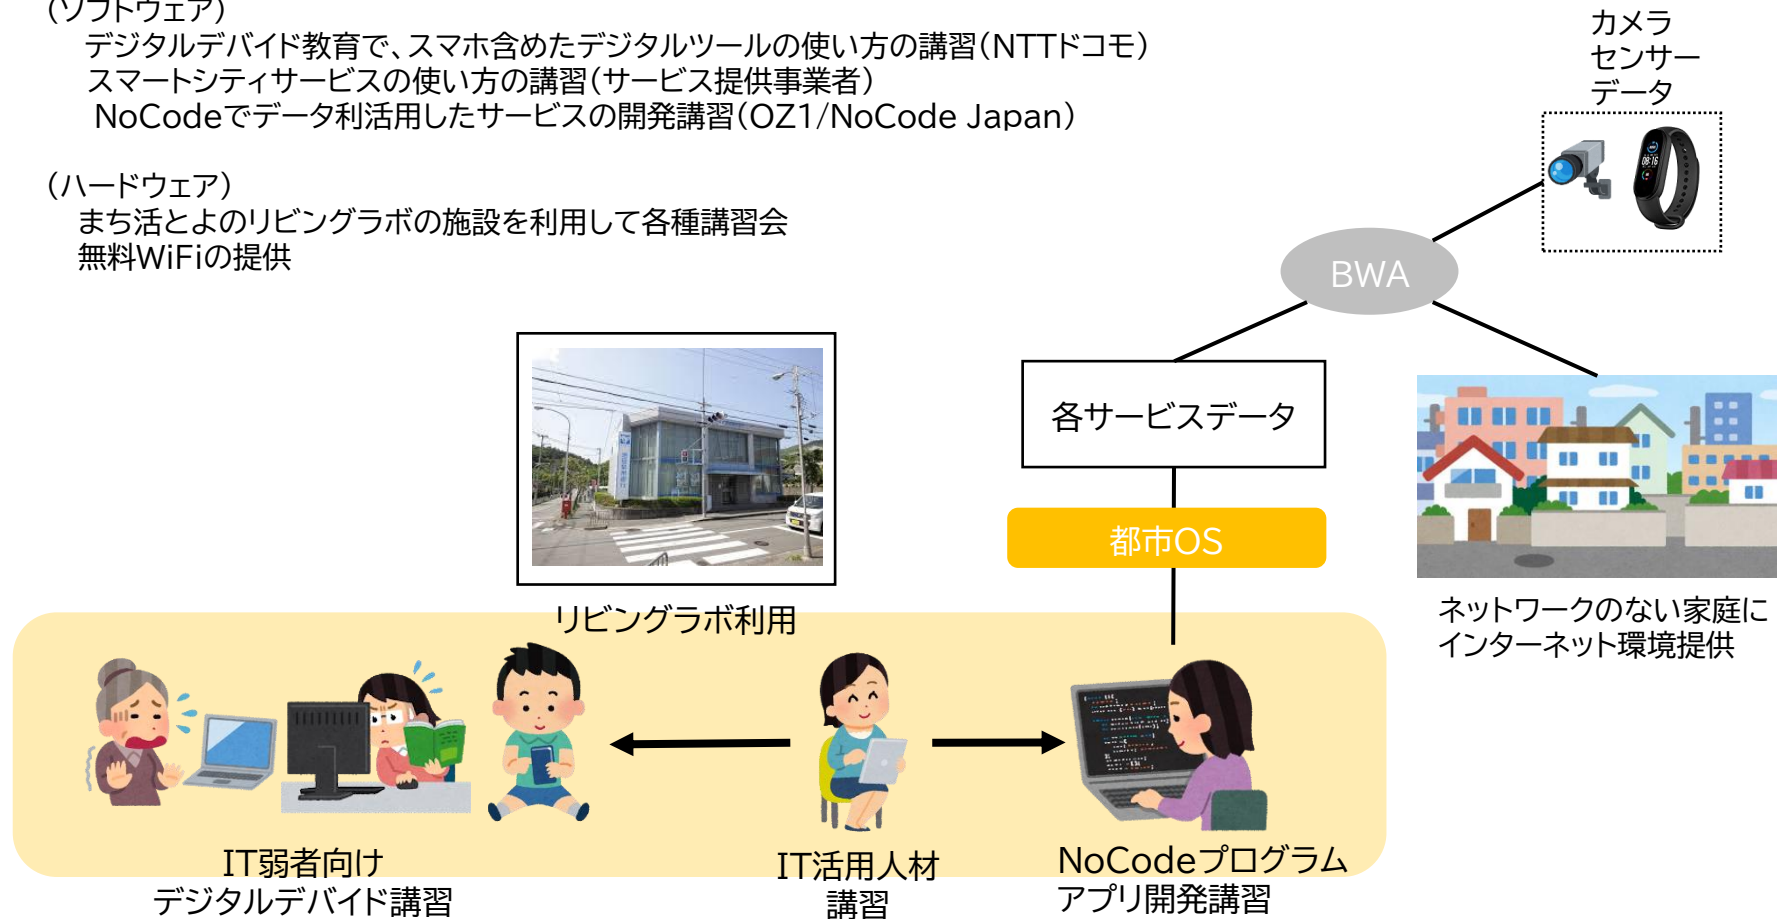 (ソフトウェア)
デジタルデバイド教育で、スマホ含めたデジタルツールの使い方の講習(NTTドコモ)
スマートシティサービスの使い方の講習(サービス提供事業者)
NoCodeでデータ利活用したサービスの開発講習(OZ1/NoCode Japan)
(ハードウェア)
まち活とよのリビングラボの施設を利用して各種講習会
無料WiFiの提供
カメラ
センサー
データ
08:16
BWA
各サービスデータ
都市OS
ネットワークのない家庭に
インターネット環境提供
リビングラボ利用
IT弱者向け
デジタルデバイド講習
IT活用人材
講習
NoCodeプログラム
アプリ開発講習